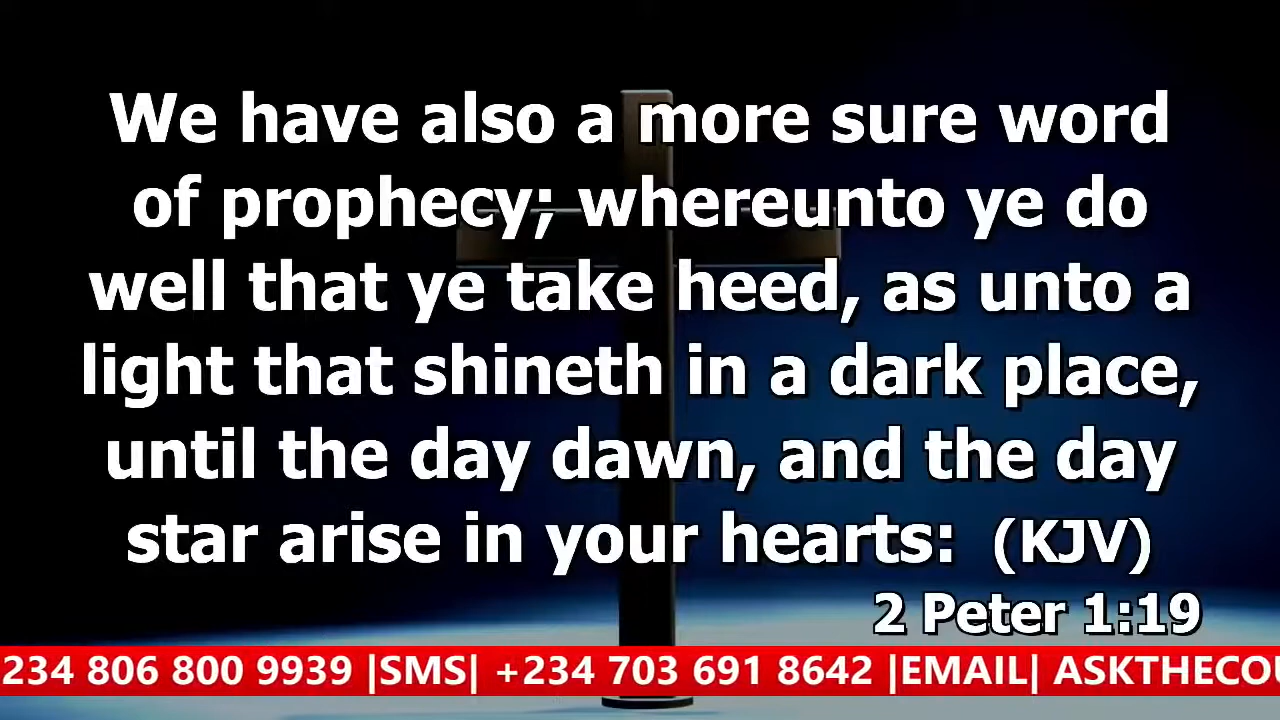 We have also a more sure word
of prophecy; whereunto ye do
well that ye take heed, as unto a
light that shineth in a dark place,
until the day dawn, and the day
star arise in your hearts: (KJV)
2 Peter 1:19
234 806 800 9939 |SMS| +234 703 691 8642 |EMAIL|